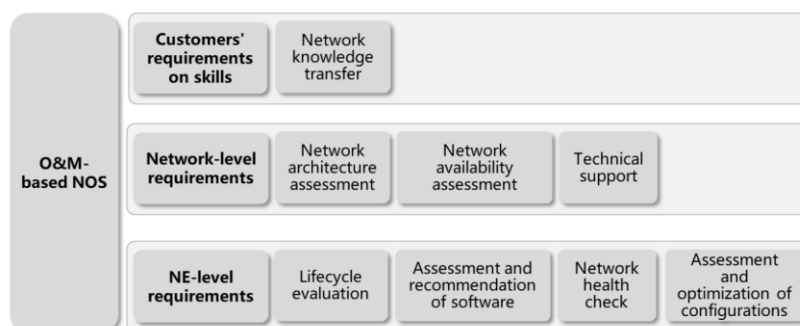 O&M-
based NOS
Customers'
requirements
on skills
Network
knowledge
transfer
Network-level
requirements
Network
architecture
assessment
Network
availability
assessment
Technical
support
NE-level
requirements
Lifecycle
evaluation
Assessment and
recommendation
of software
Network
health
check
Assessment
and
optimization of
configurations